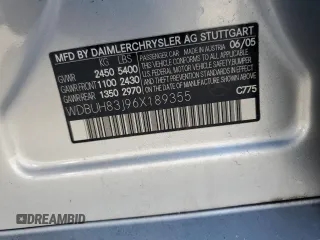 MFD BY DAIMLERCHRYSLER AG STUTTGART
KG LBS PASSENGER CAR MADE IN AUSTRIA 06/05
GVWR 2450 5400
GAWR FRONT 1100 2430
GAWR REAR 1350 2970
THIS VEHICLE CONFORMS TO ALL APPLICABLE
U.S. FEDERAL MOTOR VEHICLE SAFETY
AND THEFT PREVENTION STANDARDS IN EFFECT
ON THE DATE OF MANUFACTURE SHOWN ABOVE
WDBUH83J96X189355
C775
DREAMBID